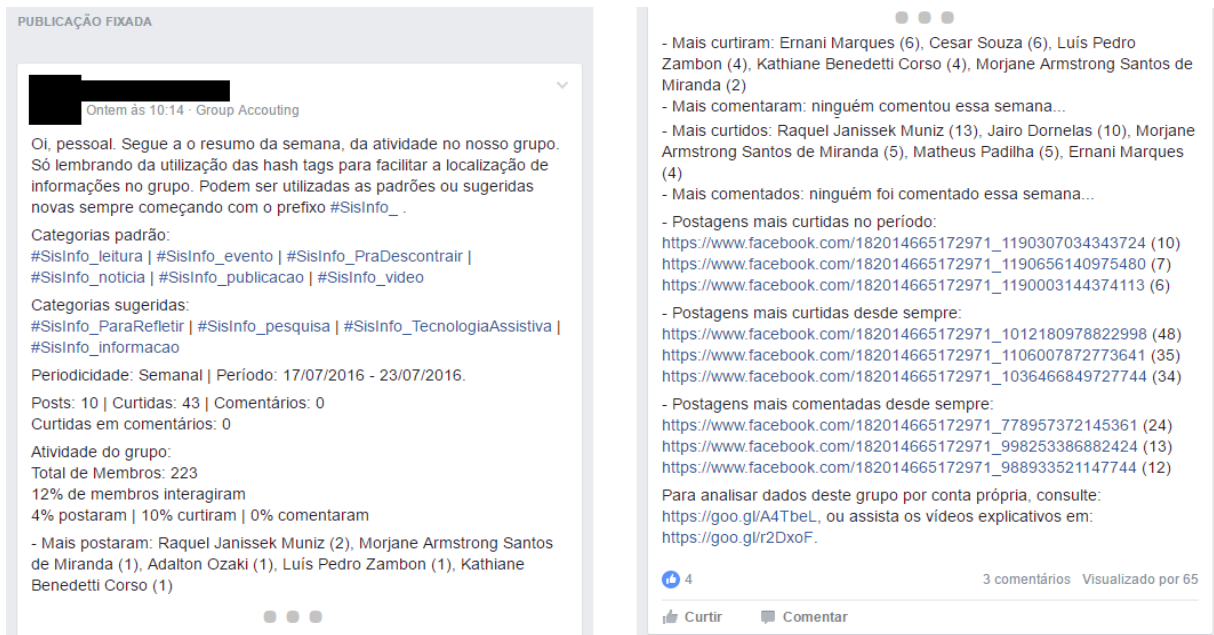 PUBLICAÇÃO FIXADA
Ontem às 10:14 · Group Accouting
Oi, pessoal. Segue a o resumo da semana, da atividade no nosso grupo.
Só lembrando da utilização das hash tags para facilitar a localização de
informações no grupo. Podem ser utilizadas as padrões ou sugeridas
novas sempre começando com o prefixo #SisInfo_ .
Categorias padrão:
#SisInfo_leitura | #SisInfo_evento | #SisInfo_PraDescontrair |
#SisInfo_noticia | #SisInfo_publicacao | #SisInfo_video
Categorias sugeridas:
#SisInfo_ParaRefletir | #SisInfo_pesquisa | #SisInfo_TecnologiaAssistiva |
#SisInfo_informacao
Periodicidade: Semanal | Período: 17/07/2016 - 23/07/2016.
Posts: 10 | Curtidas: 43 | Comentários: 0
Curtidas em comentários: 0
Atividade do grupo:
Total de Membros: 223
12% de membros interagiram
4% postaram | 10% curtiram | 0% comentaram
- Mais postaram: Raquel Janissek Muniz (2), Morjane Armstrong Santos
de Miranda (1), Adalton Ozaki (1), Luís Pedro Zambon (1), Kathiane
Benedetti Corso (1)
- Mais curtiram: Ernani Marques (6), Cesar Souza (6), Luís Pedro
Zambon (4), Kathiane Benedetti Corso (4), Morjane Armstrong Santos de
Miranda (2)
- Mais comentaram: ninguém comentou essa semana...
- Mais curtidos: Raquel Janissek Muniz (13), Jairo Dornelas (10), Morjane
Armstrong Santos de Miranda (5), Matheus Padilha (5), Ernani Marques
(4)
- Mais comentados: ninguém foi comentado essa semana...
- Postagens mais curtidas no período:
https://www.facebook.com/182014665172971_1190307034343724 (10)
https://www.facebook.com/182014665172971_1190656140975480 (7)
https://www.facebook.com/182014665172971_1190003144374113 (6)
- Postagens mais curtidas desde sempre:
https://www.facebook.com/182014665172971_1012180978822998 (48)
https://www.facebook.com/182014665172971_1106007872773641 (35)
https://www.facebook.com/182014665172971_1036466849727744 (34)
- Postagens mais comentadas desde sempre:
https://www.facebook.com/182014665172971_778957372145361 (24)
https://www.facebook.com/182014665172971_998253386882424 (13)
https://www.facebook.com/182014665172971_988933521147744 (12)
Para analisar dados deste grupo por conta própria, consulte:
https://goo.gl/A4TbeL, ou assista os vídeos explicativos em:
https://goo.gl/r2DxoF.
4 3 comentários Visualizado por 65
Curtir Comentar